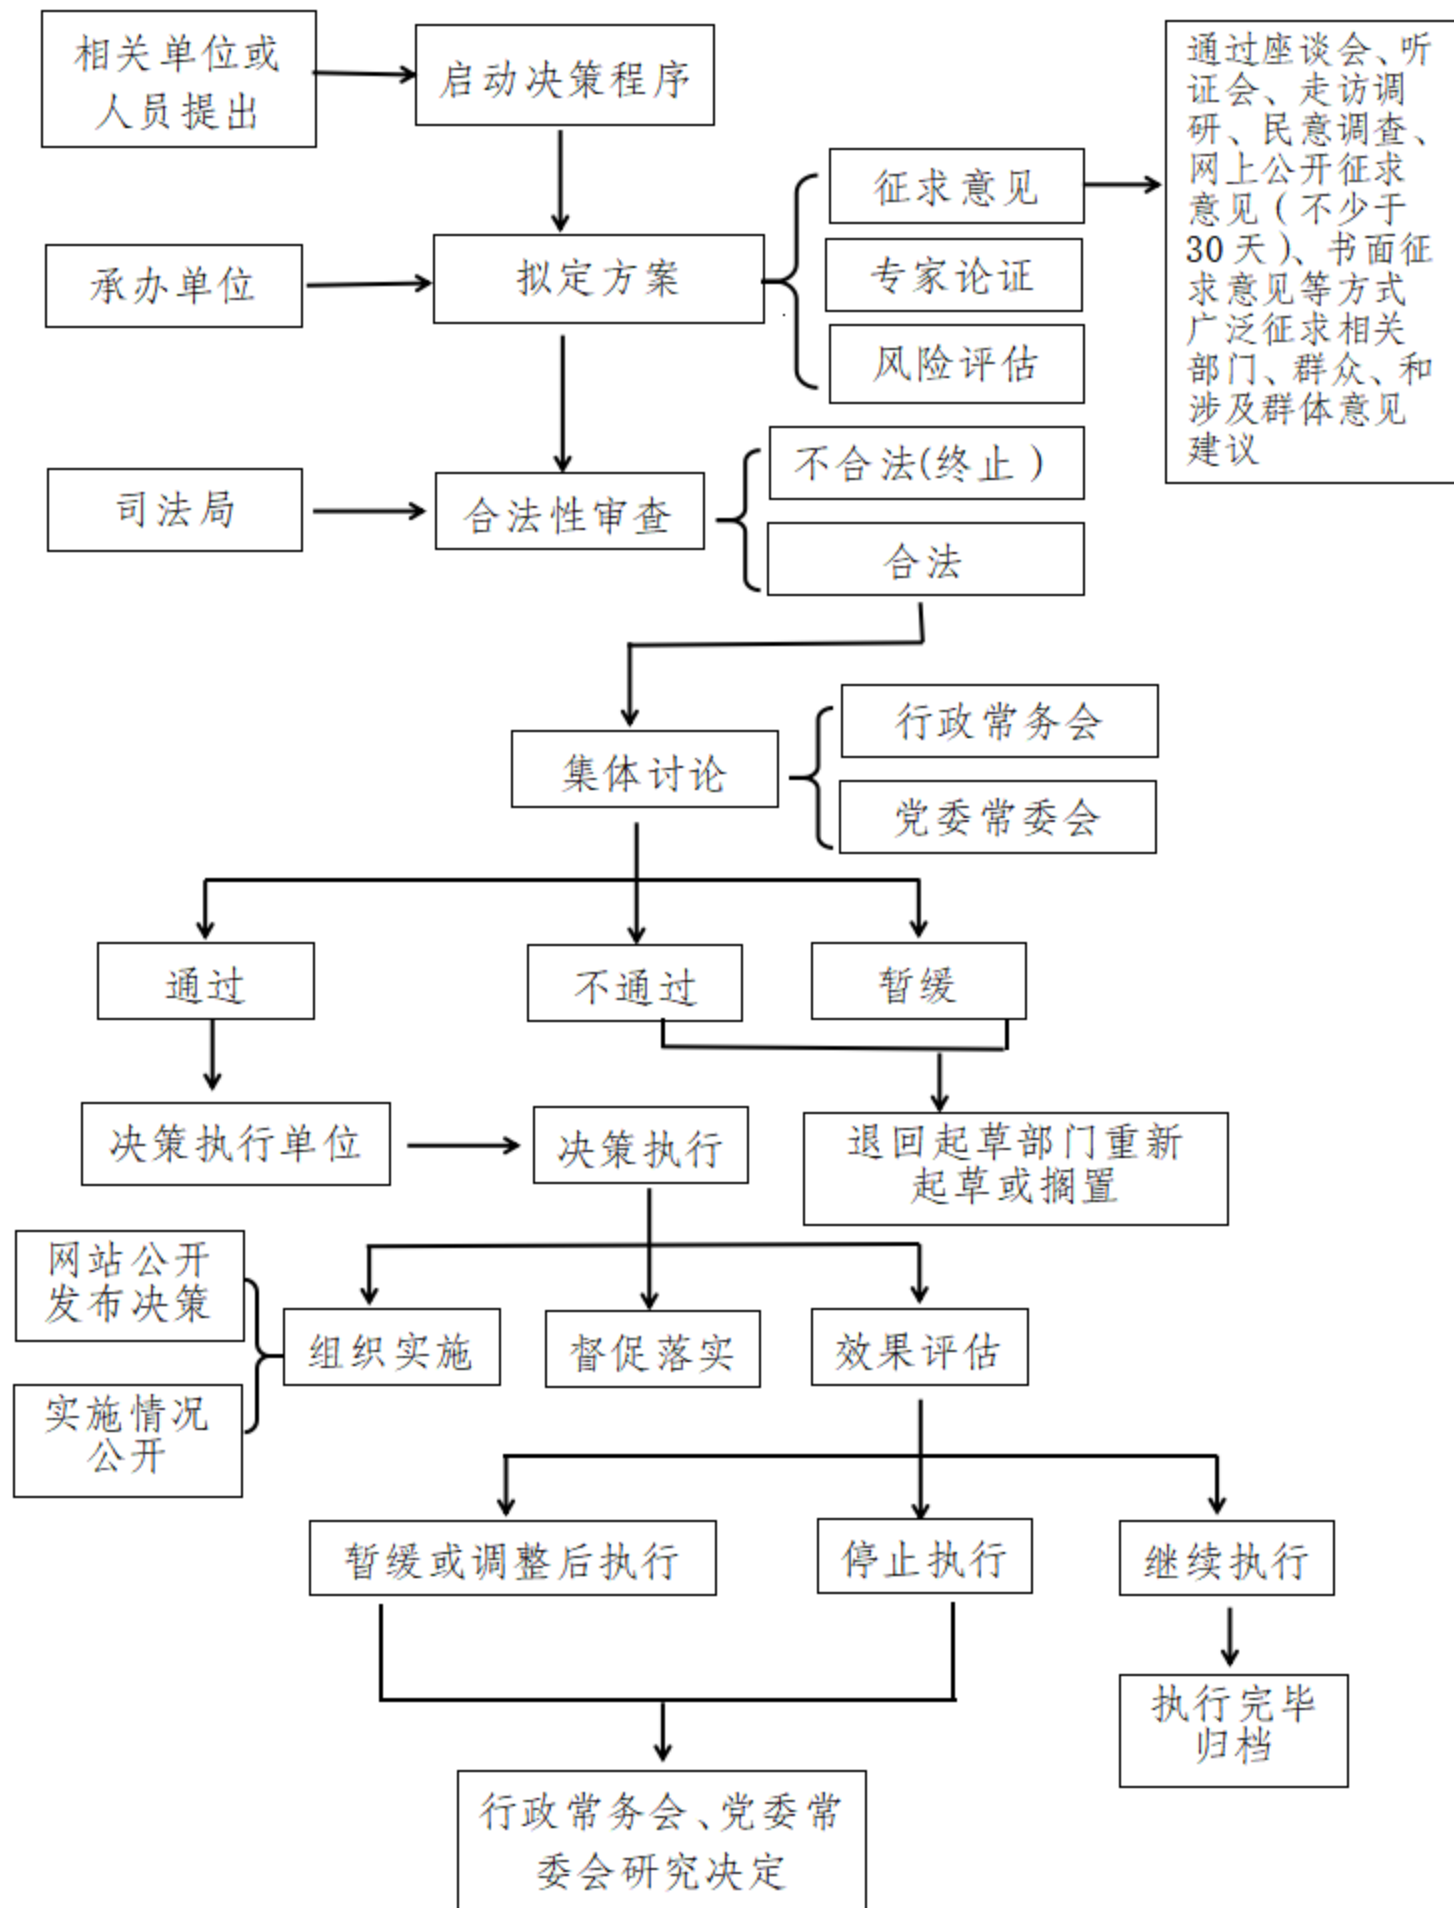 相关单位或
人员提出
启动决策程序
通过座谈会、听
证会、走访调
研、民意调查、
网上公开征求
意见（不少于
30天）、书面征
求意见等方式
广泛征求相关
部门、群众、和
涉及群体意见
建议
征求意见
承办单位
拟定方案
专家论证
风险评估
司法局
合法性审查
不合法(终止）
合法
集体讨论
行政常务会
党委常委会
通过
不通过
暂缓
决策执行单位
决策执行
退回起草部门重新
起草或搁置
网站公开
发布决策
实施情况
公开
组织实施
督促落实
效果评估
暂缓或调整后执行
停止执行
继续执行
执行完毕
归档
行政常务会、党委常
委会研究决定